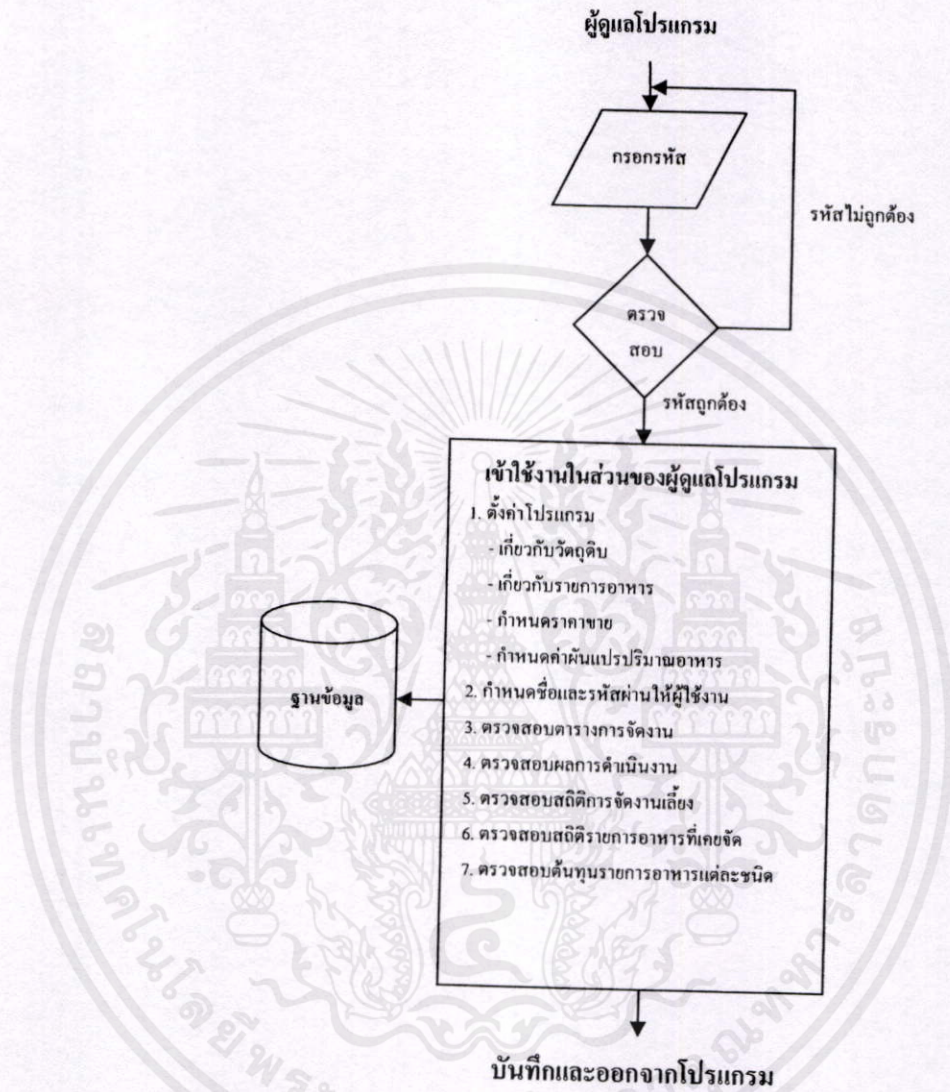 ผู้ดูแลโปรแกรม
กรอกรหัส
รหัสไม่ถูกต้อง
ตรวจ
สอบ
รหัสถูกต้อง
เข้าใช้งานในส่วนของผู้ดูแลโปรแกรม
1. ตั้งค่าโปรแกรม
- เกี่ยวกับวัตถุดิบ
- เกี่ยวกับรายการอาหาร
- กำหนดราคาขาย
- กำหนดค่าผันแปรปริมาณอาหาร
2. กำหนดชื่อและรหัสผ่านให้ผู้ใช้งาน
3. ตรวจสอบตารางการจัดงาน
4. ตรวจสอบผลการดำเนินงาน
5. ตรวจสอบสถิติการจัดงานเลี้ยง
6. ตรวจสอบสถิติรายการอาหารที่เคยจัด
7. ตรวจสอบต้นทุนรายการอาหารแต่ละชนิด
ฐานข้อมูล
บันทึกและออกจากโปรแกรม